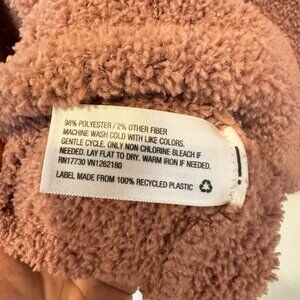 98% POLYESTER / 2% OTHER FIBER
MACHINE WASH COLD WITH LIKE COLORS.
GENTLE CYCLE. ONLY NON CHLORINE BLEACH IF
NEEDED. LAY FLAT TO DRY. WARM IRON IF NEEDED.
RN17730 VN1262180
LABEL MADE FROM 100% RECYCLED PLASTIC